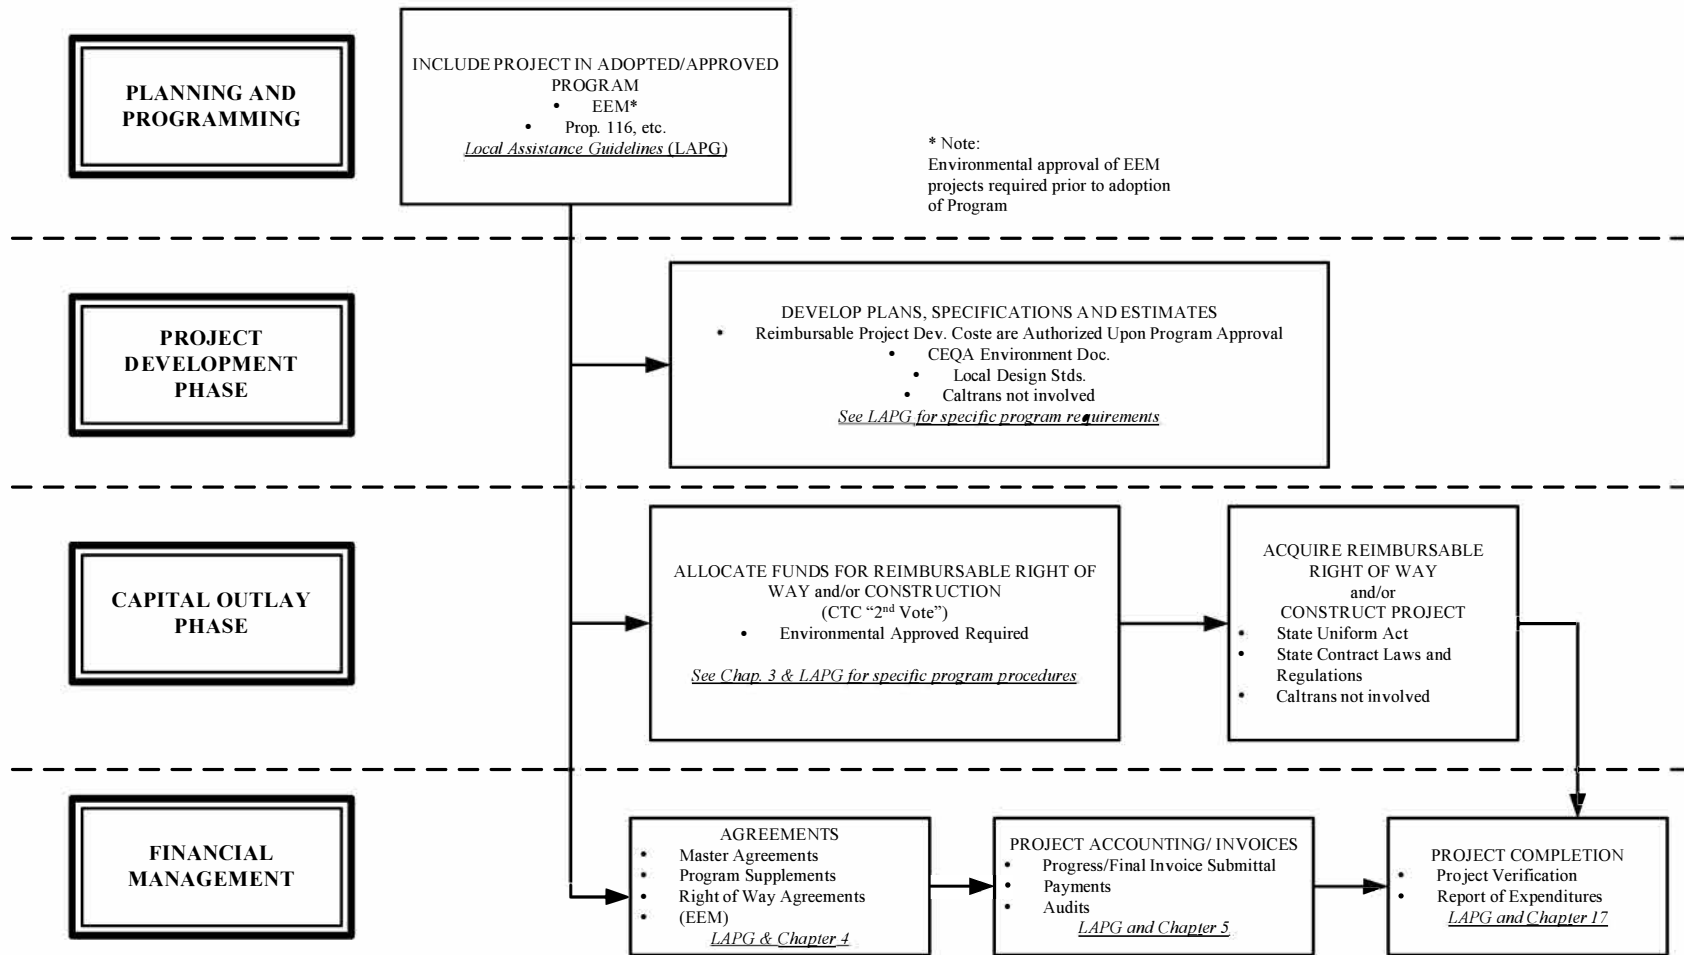 PLANNING AND
PROGRAMMING
INCLUDE PROJECT IN ADOPTED/APPROVED
PROGRAM
• EEM*
• Prop. 116, etc.
Local Assistance Guidelines (LAPG)
* Note:
Environmental approval of EEM
projects required prior to adoption
of Program
PROJECT
DEVELOPMENT
PHASE
DEVELOP PLANS, SPECIFICATIONS AND ESTIMATES
• Reimbursable Project Dev. Coste are Authorized Upon Program Approval
• CEQA Environment Doc.
• Local Design Stds.
• Caltrans not involved
See LAPG for specific program requirements
CAPITAL OUTLAY
PHASE
ALLOCATE FUNDS FOR REIMBURSABLE RIGHT OF
WAY and/or CONSTRUCTION
(CTC “2nd Vote”)
• Environmental Approved Required
See Chap. 3 & LAPG for specific program procedures
ACQUIRE REIMBURSABLE
RIGHT OF WAY
and/or
CONSTRUCT PROJECT
• State Uniform Act
• State Contract Laws and
Regulations
• Caltrans not involved
FINANCIAL
MANAGEMENT
AGREEMENTS
• Master Agreements
• Program Supplements
• Right of Way Agreements
• (EEM)
LAPG & Chapter 4
PROJECT ACCOUNTING/ INVOICES
• Progress/Final Invoice Submittal
• Payments
• Audits
LAPG and Chapter 5
PROJECT COMPLETION
• Project Verification
• Report of Expenditures
LAPG and Chapter 17